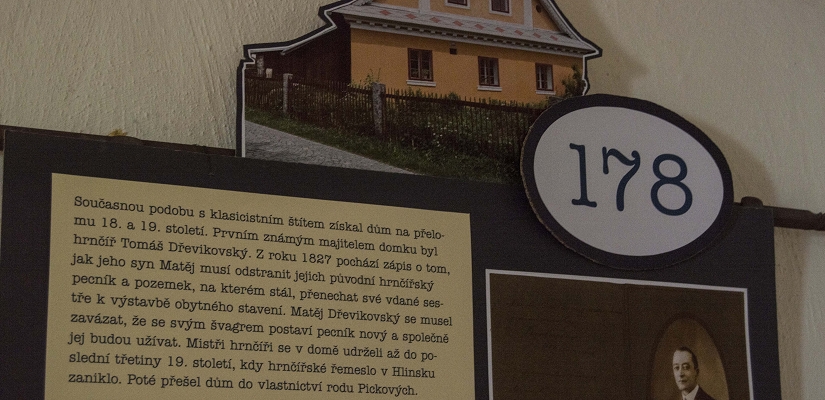 178
Současnou podobu s klasicistním štítem získal dům na přelo-
mu 18. a 19. století. Prvním známým majitelem domku byl
hrnčíř Tomáš Dřevikovský. Z roku 1827 pochází zápis o tom,
jak jeho syn Matěj musí odstranit jejich původní hrnčířský
pecník a pozemek, na kterém stál, přenechat své vdané ses-
tře k výstavbě obytného stavení. Matěj Dřevikovský se musel
zavázat, že se svým švagrem postaví pecník nový a společně
jej budou užívat. Mistři hrnčíři se v domě udrželi až do po-
slední třetiny 19. století, kdy hrnčířské řemeslo v Hlinsku
zaniklo. Poté přešel dům do vlastnictví rodu Pickových.